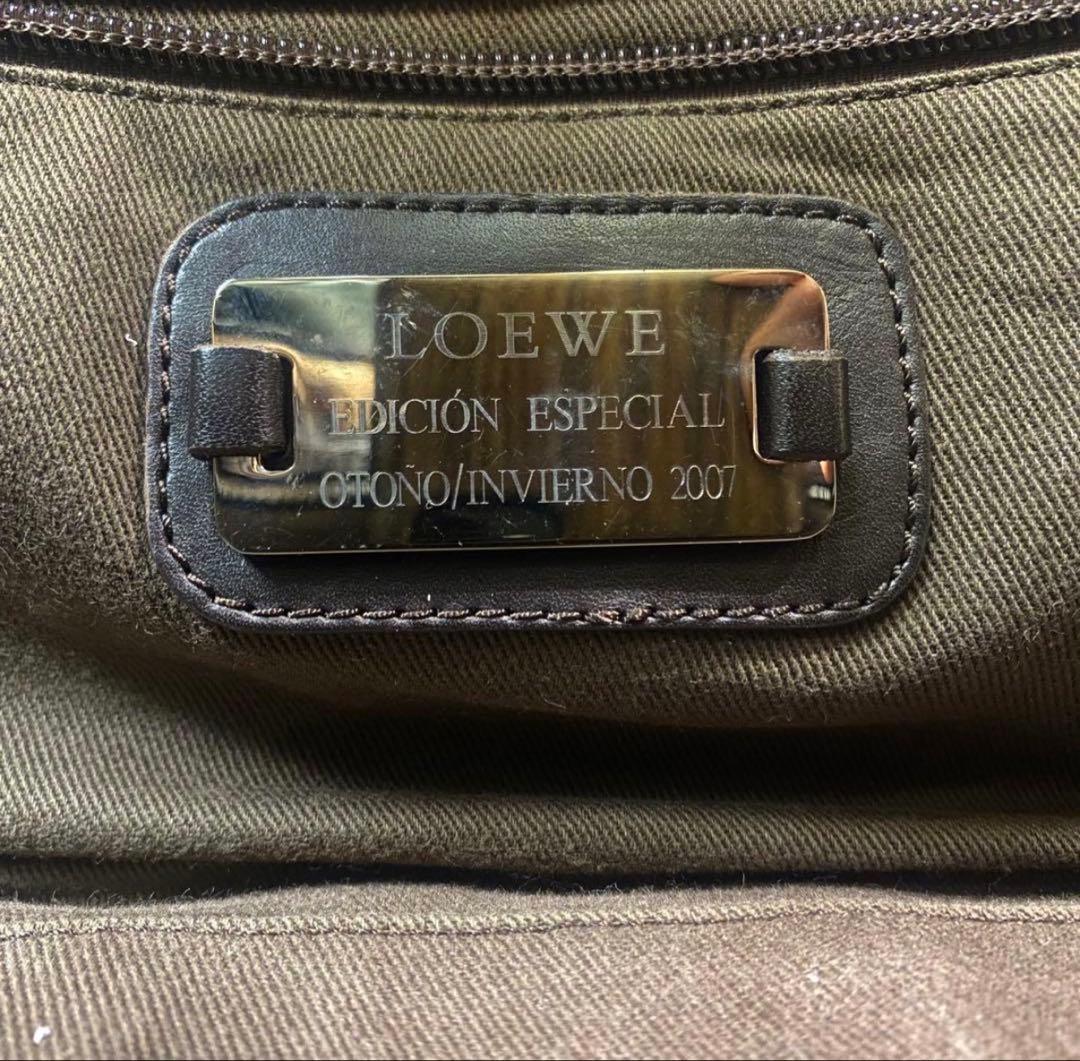 LOEWE
EDICIÓN ESPECIAL
OTOÑO/INVIERNO 2007